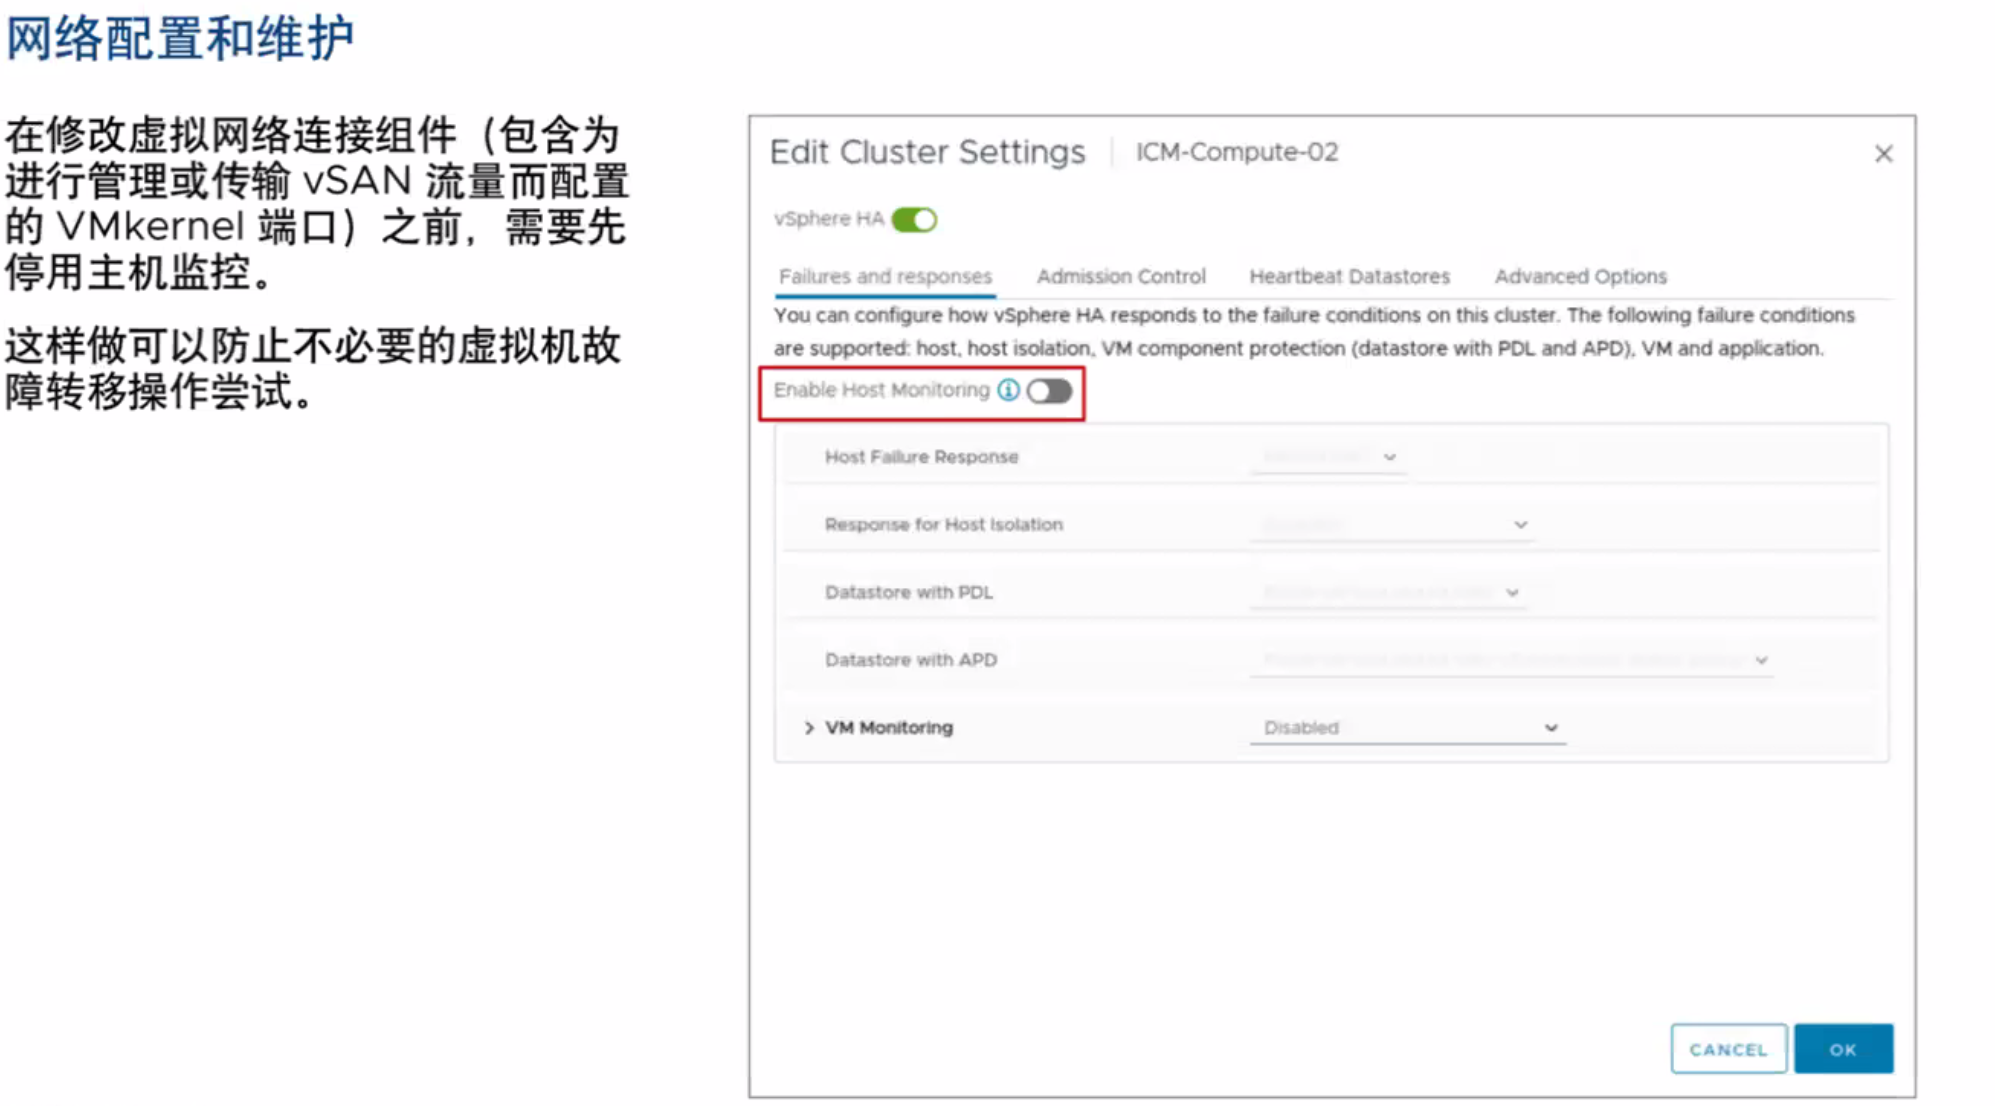 网络配置和维护
在修改虚拟网络连接组件（包含为
进行管理或传输 vSAN 流量而配置
的 VMkernel 端口）之前，需要先
停用主机监控。
这样做可以防止不必要的虚拟机故
障转移操作尝试。
Edit Cluster Settings ICM-Compute-02
vSphere HA
Failures and responses Admission Control Heartbeat Datastores Advanced Options
You can configure how vSphere HA responds to the failure conditions on this cluster. The following failure conditions
are supported: host, host isolation, VM component protection (datastore with PDL and APD), VM and application.
Enable Host Monitoring
Host Failure Response
Response for Host Isolation
Datastore with PDL
Datastore with APD
VM Monitoring Disabled
CANCEL OK